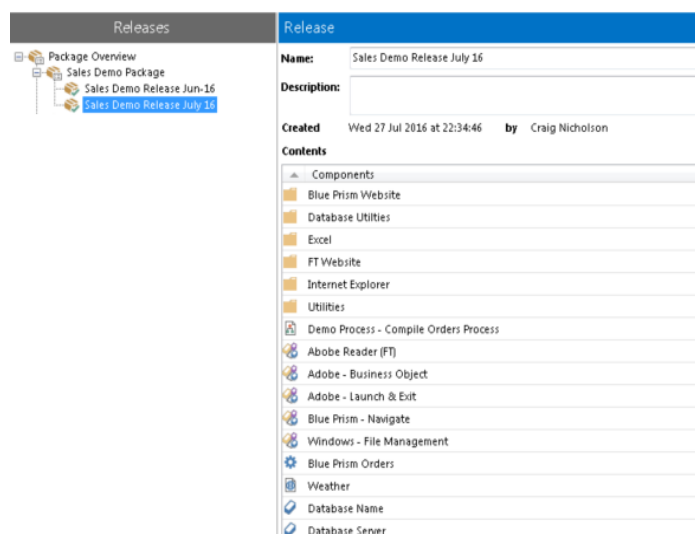 Releases
Package Overview
Sales Demo Package
Sales Demo Release Jun-16
Sales Demo Release July 16
Release
Name: Sales Demo Release July 16
Description:
Created Wed 27 Jul 2016 at 22:34:46 by Craig Nicholson
Contents
Components
Blue Prism Website
Database Utilties
Excel
FT Website
Internet Explorer
Utilities
Demo Process - Compile Orders Process
Abobe Reader (FT)
Adobe - Business Object
Adobe - Launch & Exit
Blue Prism - Navigate
Windows - File Management
Blue Prism Orders
Weather
Database Name
Database Server